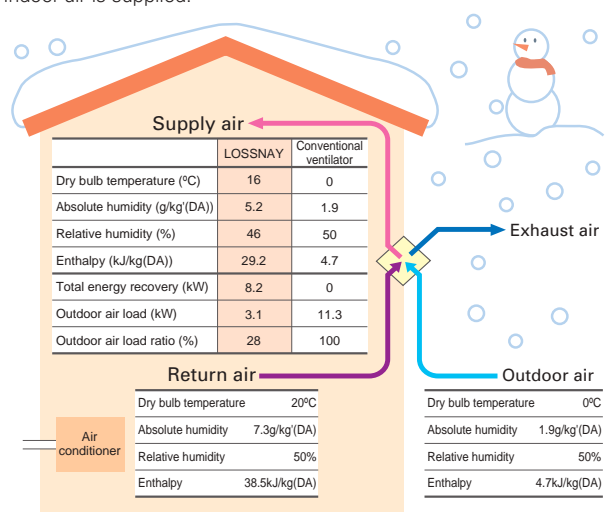 indoor air is supplied.
Supply air
LOSSNAY Conventional ventilator
Dry bulb temperature (ºC) 16 0
Absolute humidity (g/kg'(DA)) 5.2 1.9
Relative humidity (%) 46 50
Enthalpy (kJ/kg(DA)) 29.2 4.7
Total energy recovery (kW) 8.2 0
Outdoor air load (kW) 3.1 11.3
Outdoor air load ratio (%) 28 100
Exhaust air
Return air
Dry bulb temperature 20ºC
Absolute humidity 7.3g/kg'(DA)
Relative humidity 50%
Enthalpy 38.5kJ/kg(DA)
Air
conditioner
Outdoor air
Dry bulb temperature 0ºC
Absolute humidity 1.9g/kg'(DA)
Relative humidity 50%
Enthalpy 4.7kJ/kg(DA)